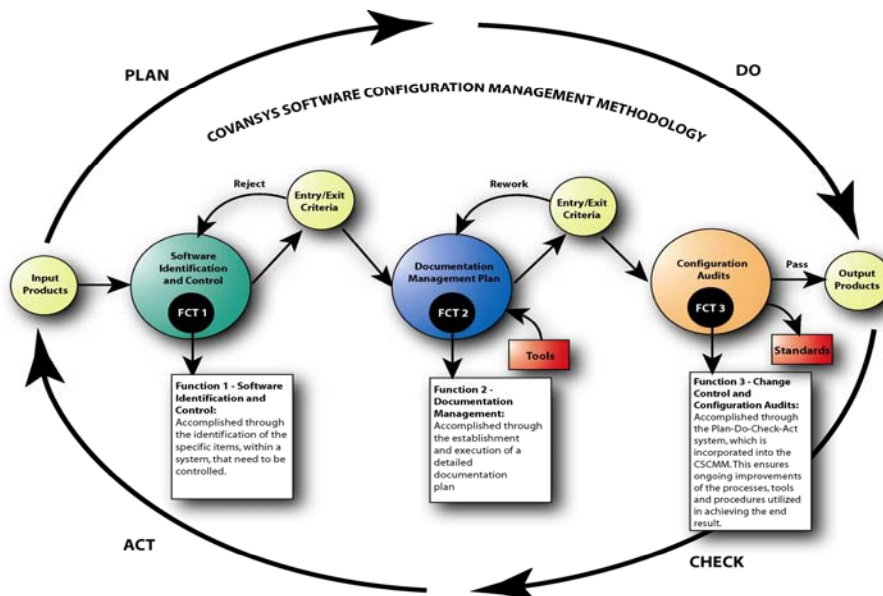 PLAN
DO
COVANSYS SOFTWARE CONFIGURATION MANAGEMENT METHODOLOGY
Reject
Entry/Exit
Criteria
Rework
Entry/Exit
Criteria
Input
Products
Software
Identification
and Control
FCT 1
Documentation
Management Plan
FCT 2
Tools
Configuration
Audits
FCT 3
Pass
Output
Products
Standards
Function 1 - Software
Identification and
Control:
Accomplished through
the identification of the
specific items, within a
system, that need to be
controlled.
Function 2 -
Documentation
Management:
Accomplished through
the establishment
and execution of a
detailed
documentation
plan
Function 3 - Change
Control and
Configuration Audits:
Accomplished through
the Plan-Do-Check-Act
system, which is
incorporated into the
CSCMM. This ensures
ongoing improvements
of the processes, tools
and procedures utilized
in achieving the end
result.
ACT
CHECK